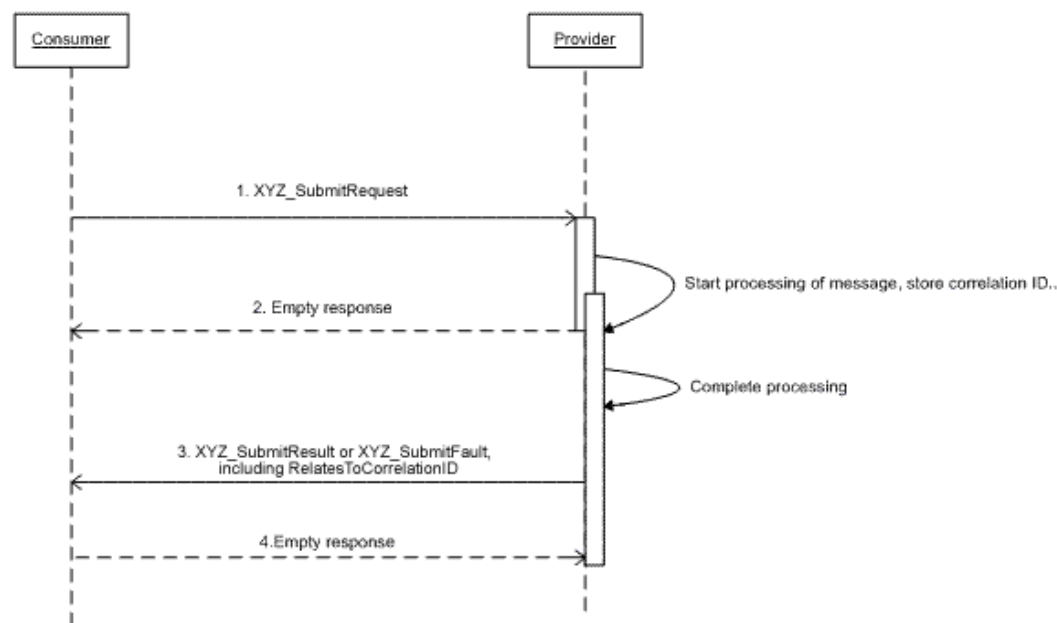 Consumer
Provider
1. XYZ_SubmitRequest
Start processing of message, store correlation ID..
2. Empty response
Complete processing
3. XYZ_SubmitResult or XYZ_SubmitFault,
including RelatesToCorrelationID
4.Empty response